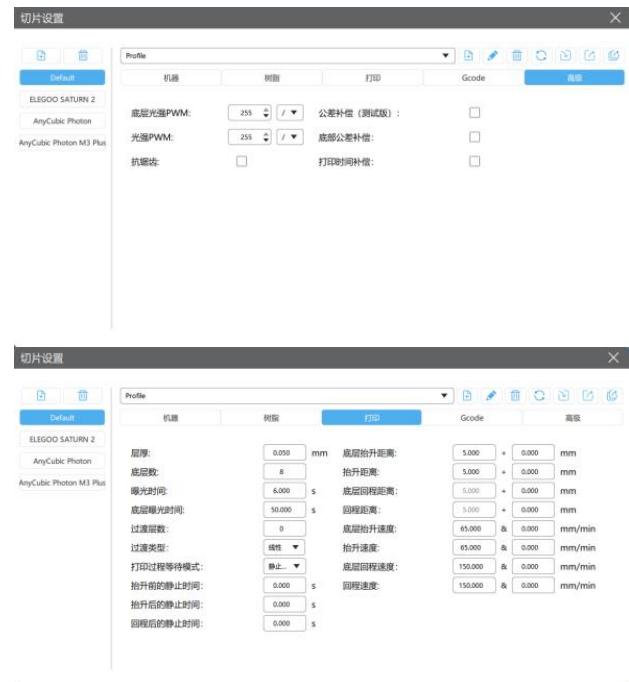 切片设置
Profile
Default 机器 树脂 打印 Gcode 高级
ELEGOO SATURN 2
AnyCubic Photon
AnyCubic Photon M3 Plus
底层光强PWM: 255 / 公差补偿（测试版）:
光强PWM: 255 / 底部公差补偿:
抗锯齿: 打印时间补偿:
切片设置
Profile
Default 机器 树脂 打印 Gcode 高级
ELEGOO SATURN 2
AnyCubic Photon
AnyCubic Photon M3 Plus
层厚: 0.050 mm 底层抬升距离: 5.000 + 0.000 mm
底层数: 8 抬升距离: 5.000 + 0.000 mm
曝光时间: 6.000 s 底层回程距离: 5.000 + 0.000 mm
底层曝光时间: 50.000 s 回程距离: 5.000 + 0.000 mm
过渡层数: 0 底层抬升速度: 65.000 & 0.000 mm/min
过渡类型: 线性 抬升速度: 65.000 & 0.000 mm/min
打印过程等待模式: 静止... 底层回程速度: 150.000 & 0.000 mm/min
抬升前的静止时间: 0.000 s 回程速度: 150.000 & 0.000 mm/min
抬升后的静止时间: 0.000 s
回程后的静止时间: 0.000 s